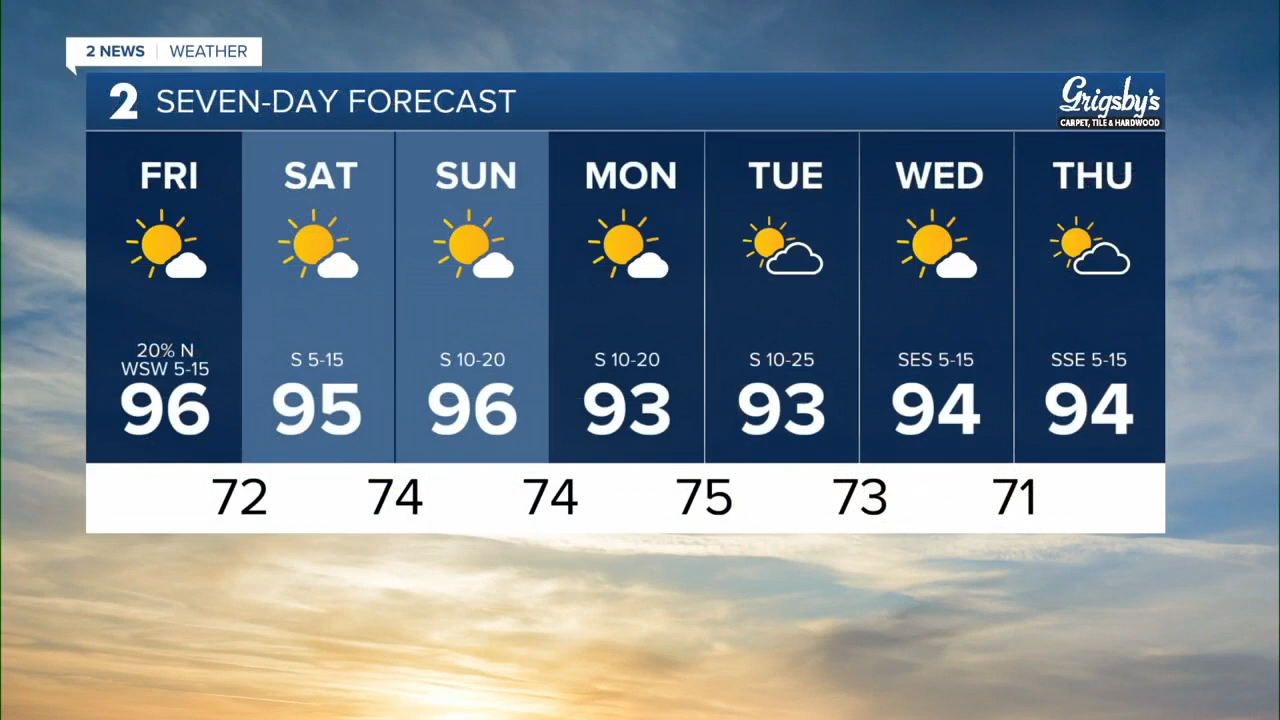 2 NEWS | WEATHER
2 SEVEN-DAY FORECAST
Grigsby's
CARPET, TILE & HARDWOOD
FRI SAT SUN MON TUE WED THU
20% N
WSW 5-15 S 5-15 S 10-20 S 10-20 S 10-25 SES 5-15 SSE 5-15
96 95 96 93 93 94 94
72 74 74 75 73 71